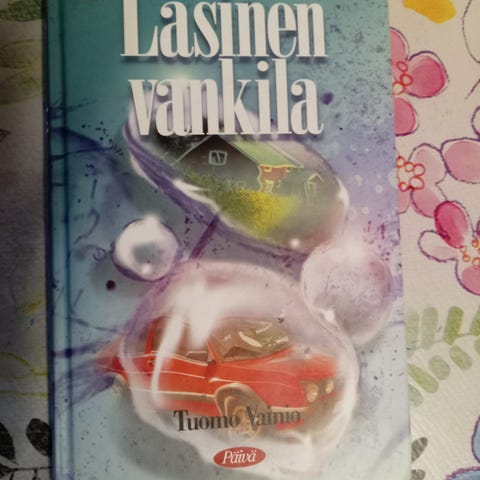 Lasinen
vankila
Tuomo Vainio
Päivä